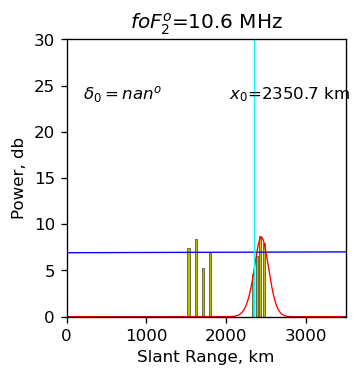 foF₂ᵒ=10.6 MHz
30
25
20
15
10
5
0
Power, db
δ₀ = nanᵒ
x₀=2350.7 km
0 1000 2000 3000
Slant Range, km